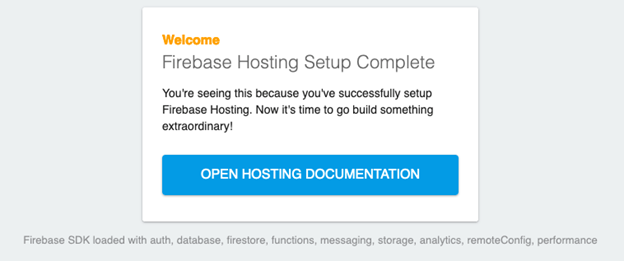 Welcome
Firebase Hosting Setup Complete
You're seeing this because you've successfully setup
Firebase Hosting. Now it's time to go build something
extraordinary!
OPEN HOSTING DOCUMENTATION
Firebase SDK loaded with auth, database, firestore, functions, messaging, storage, analytics, remoteConfig, performance